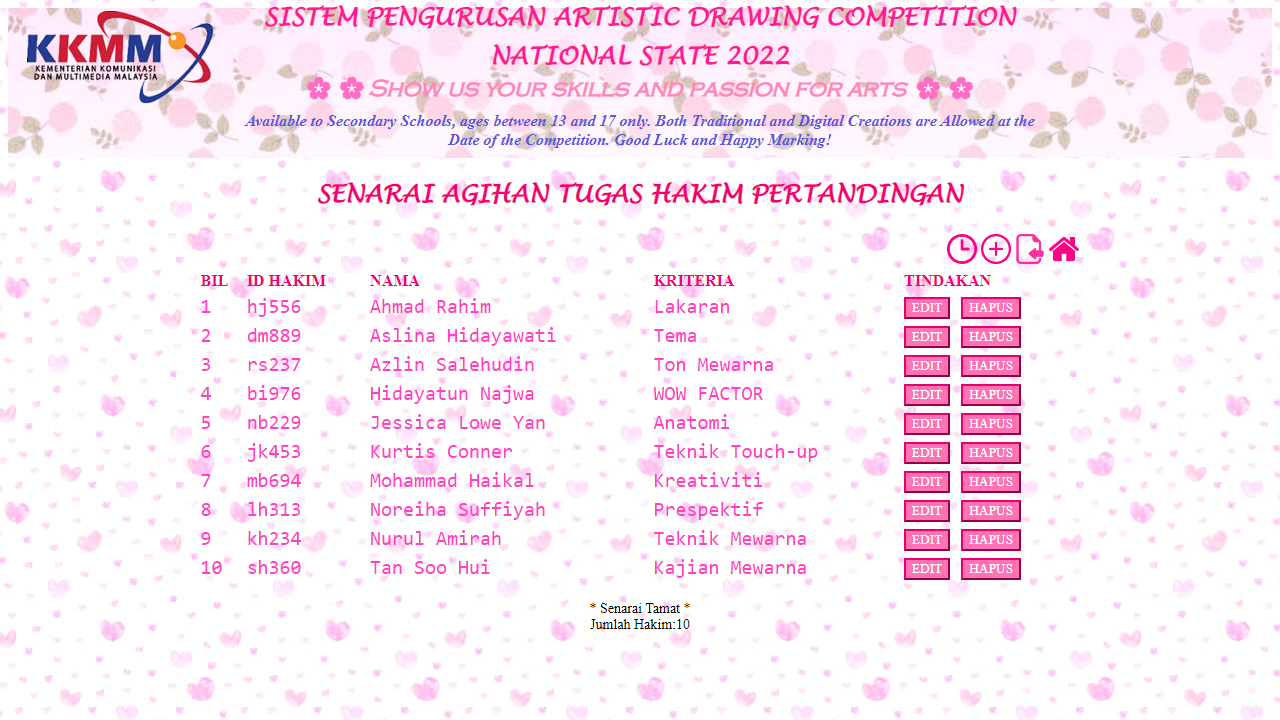 KKMM
KEMENTERIAN KOMUNIKASI
DAN MULTIMEDIA MALAYSIA
SISTEM PENGURUSAN ARTISTIC DRAWING COMPETITION
NATIONAL STATE 2022
SHOW US YOUR SKILLS AND PASSION FOR ARTS
Available to Secondary Schools, ages between 13 and 17 only. Both Traditional and Digital Creations are Allowed at the
Date of the Competition. Good Luck and Happy Marking!
SENARAI AGIHAN TUGAS HAKIM PERTANDINGAN
BIL ID HAKIM NAMA KRITERIA TINDAKAN
1 hj556 Ahmad Rahim Lakaran EDIT HAPUS
2 dm889 Aslina Hidayawati Tema EDIT HAPUS
3 rs237 Azlin Salehudin Ton Mewarna EDIT HAPUS
4 bi976 Hidayatun Najwa WOW FACTOR EDIT HAPUS
5 nb229 Jessica Lowe Yan Anatomi EDIT HAPUS
6 jk453 Kurtis Conner Teknik Touch-up EDIT HAPUS
7 mb694 Mohammad Haikal Kreativiti EDIT HAPUS
8 lh313 Noreiha Suffiyah Prespektif EDIT HAPUS
9 kh234 Nurul Amirah Teknik Mewarna EDIT HAPUS
10 sh360 Tan Soo Hui Kajian Mewarna EDIT HAPUS
* Senarai Tamat *
Jumlah Hakim:10